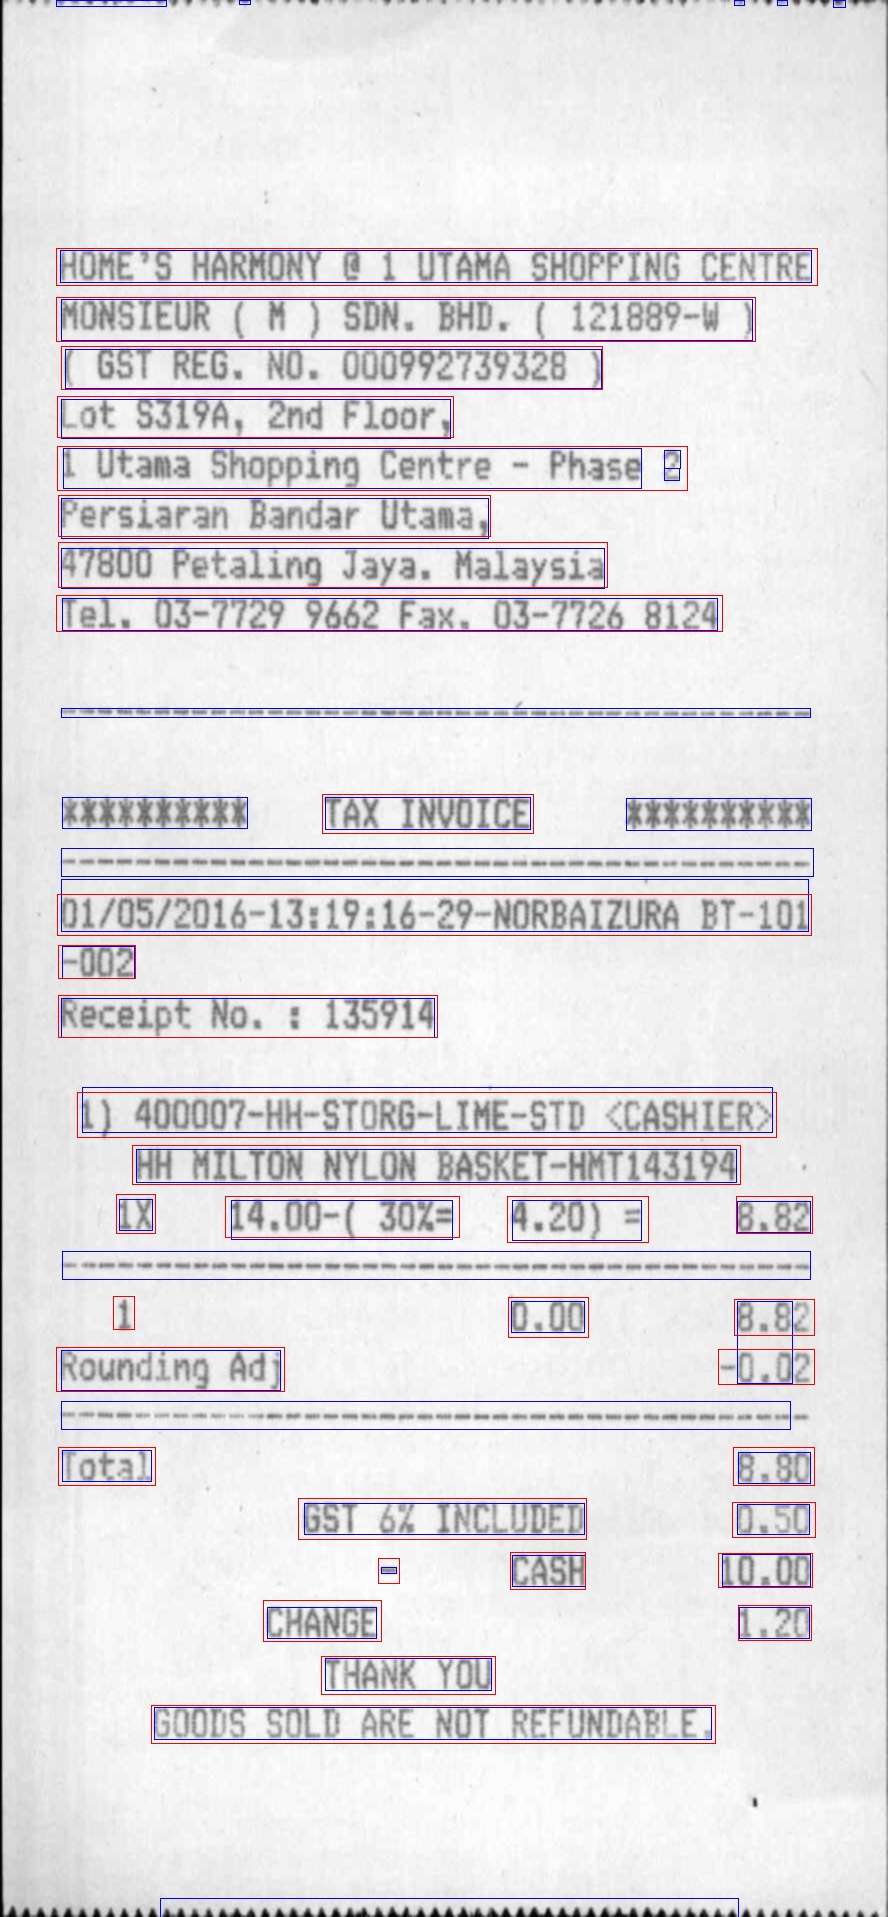 HOME'S HARMONY @ 1 UTAMA SHOPPING CENTRE
MONSIEUR ( M ) SDN. BHD. ( 121889-W )
( GST REG. NO. 000992739328 )
Lot S319A, 2nd Floor,
1 Utama Shopping Centre - Phase 2
Persiaran Bandar Utama,
47800 Petaling Jaya. Malaysia
Tel. 03-7729 9662 Fax. 03-7726 8124
----------------------------------------
********** TAX INVOICE **********
----------------------------------------
01/05/2016-13:19:16-29-NORBAIZURA BT-101
-002
Receipt No. : 135914
1) 400007-HH-STORG-LIME-STD <CASHIER>
HH MILTON NYLON BASKET-HMT143194
1X 14.00-( 30%= 4.20) = 8.82
----------------------------------------
1 0.00 8.82
Rounding Adj -0.02
----------------------------------------
Total 8.80
GST 6% INCLUDED 0.50
- CASH 10.00
CHANGE 1.20
THANK YOU
GOODS SOLD ARE NOT REFUNDABLE.